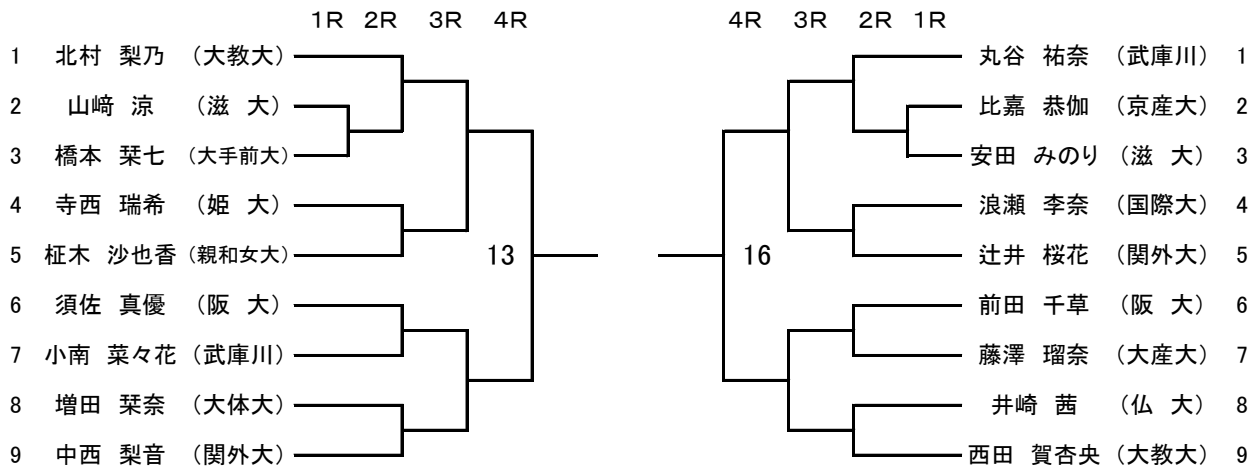 1R 2R 3R 4R 4R 3R 2R 1R
1 北村 梨乃 (大教大) 丸谷 祐奈 (武庫川) 1
2 山﨑 涼 (滋 大) 比嘉 恭伽 (京産大) 2
3 橋本 栞七 (大手前大) 安田 みのり (滋 大) 3
4 寺西 瑞希 (姫 大) 浪瀬 李奈 (国際大) 4
5 柾木 沙也香 (親和女大) 13 16 辻井 桜花 (関外大) 5
6 須佐 真優 (阪 大) 前田 千草 (阪 大) 6
7 小南 菜々花 (武庫川) 藤澤 瑠奈 (大産大) 7
8 増田 栞奈 (大体大) 井崎 茜 (仏 大) 8
9 中西 梨音 (関外大) 西田 賀杏央 (大教大) 9